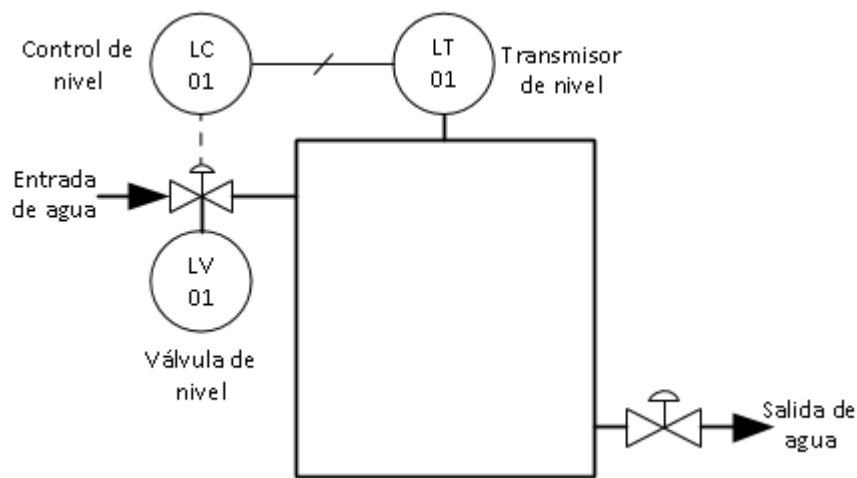 Control de
nivel
LC
01
LT
01
Transmisor
de nivel
Entrada
de agua
LV
01
Válvula de
nivel
Salida de
agua